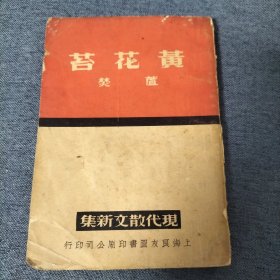 黃花苔
蘆焚
現代散文新集
上海良友圖書印刷公司印行